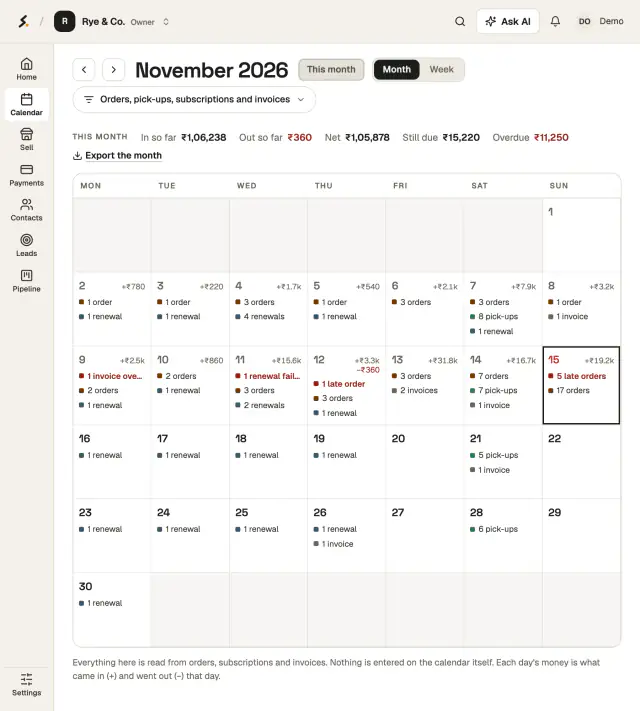 / R Rye & Co. Owner Ask AI DO Demo
Home
Calendar
Sell
Payments
Contacts
Leads
Pipeline
Settings
November 2026 This month Month Week
Orders, pick-ups, subscriptions and invoices
THIS MONTH In so far ₹1,06,238 Out so far ₹360 Net ₹1,05,878 Still due ₹15,220 Overdue ₹11,250
Export the month
MON TUE WED THU FRI SAT SUN
1
2 +₹780
1 order
1 renewal
3 +₹220
1 order
1 renewal
4 +₹1.7k
3 orders
4 renewals
5 +₹540
1 order
1 renewal
6 +₹2.1k
3 orders
7 +₹7.9k
3 orders
8 pick-ups
1 renewal
8 +₹3.2k
1 order
1 invoice
9 +₹2.5k
1 invoice ove...
2 orders
1 renewal
10 +₹860
2 orders
1 renewal
11 +₹15.6k
1 renewal fail...
3 orders
2 renewals
12 +₹3.3k
−₹360
1 late order
3 orders
1 renewal
13 +₹31.8k
3 orders
2 invoices
14 +₹16.7k
7 orders
7 pick-ups
1 invoice
15 +₹19.2k
5 late orders
17 orders
16
1 renewal
17
1 renewal
18
1 renewal
19
1 renewal
20
21
5 pick-ups
1 invoice
22
23
1 renewal
24
1 renewal
25
1 renewal
26
1 renewal
1 invoice
27
28
6 pick-ups
29
30
1 renewal
Everything here is read from orders, subscriptions and invoices. Nothing is entered on the calendar itself. Each day's money is what
came in (+) and went out (−) that day.